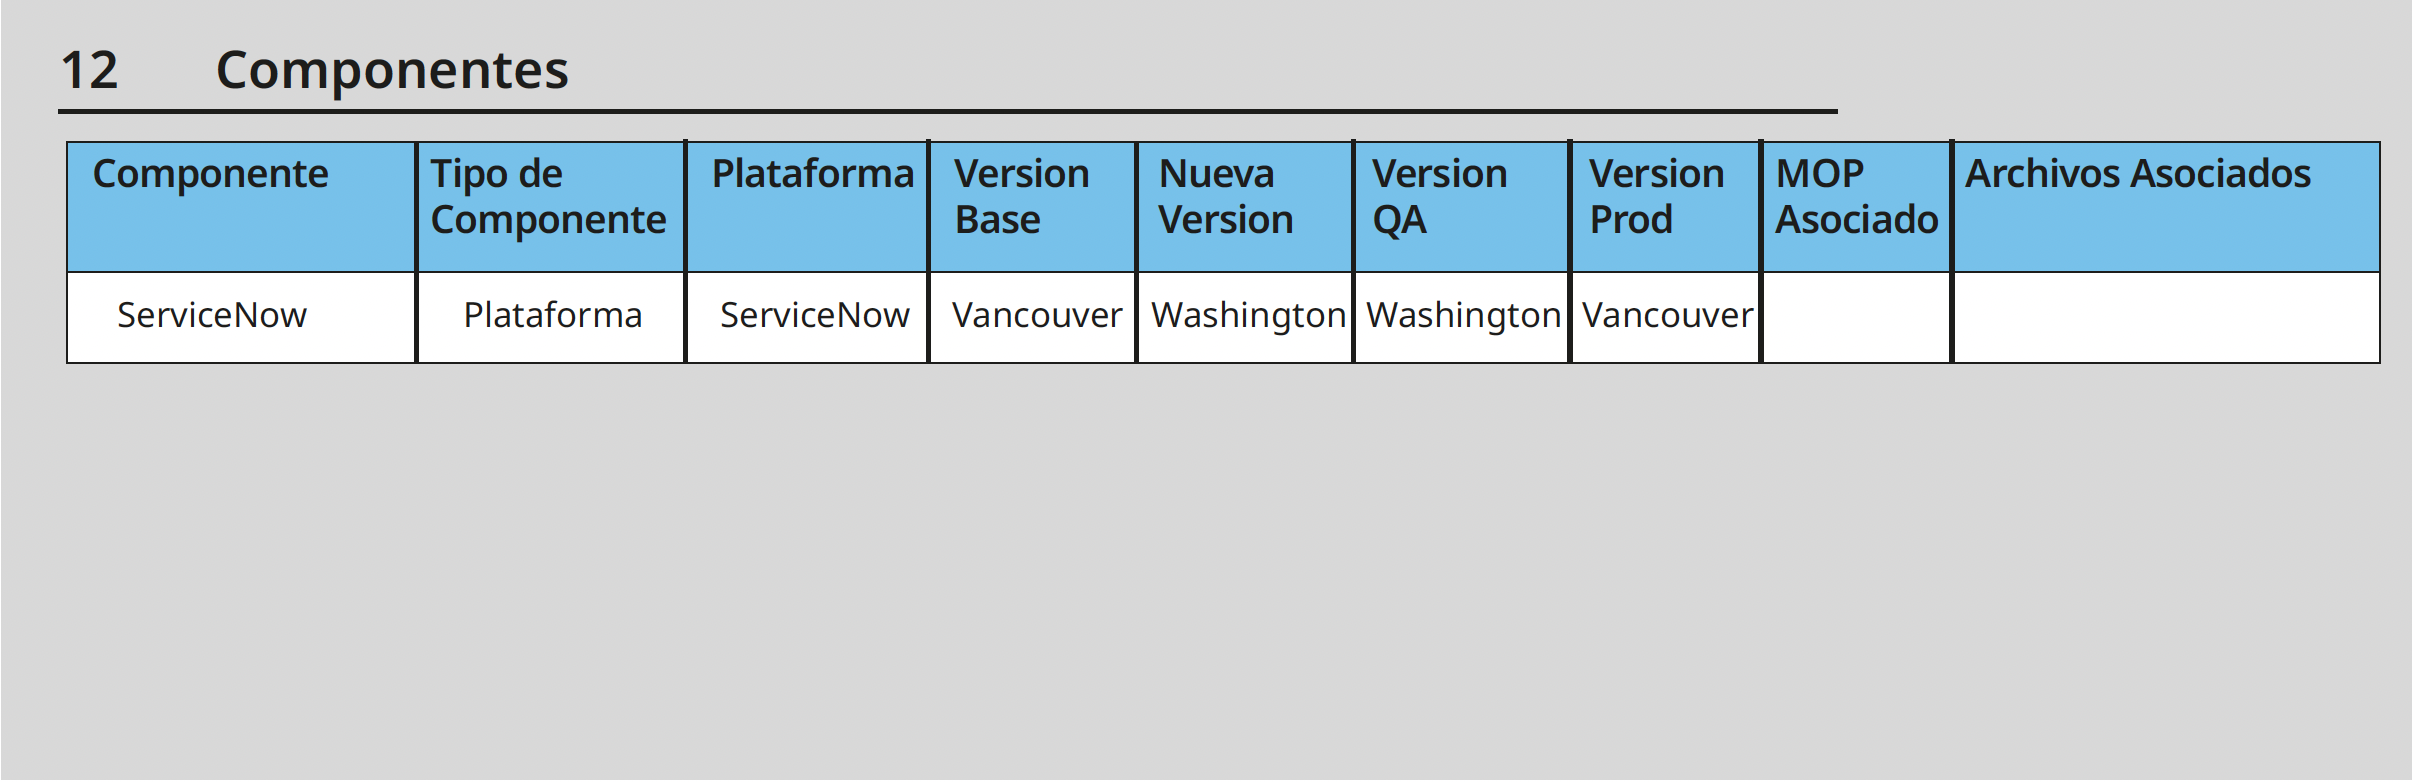 12 Componentes
Componente Tipo de Componente Plataforma Version Base Nueva Version Version QA Version Prod MOP Asociado Archivos Asociados
ServiceNow Plataforma ServiceNow Vancouver Washington Washington Vancouver